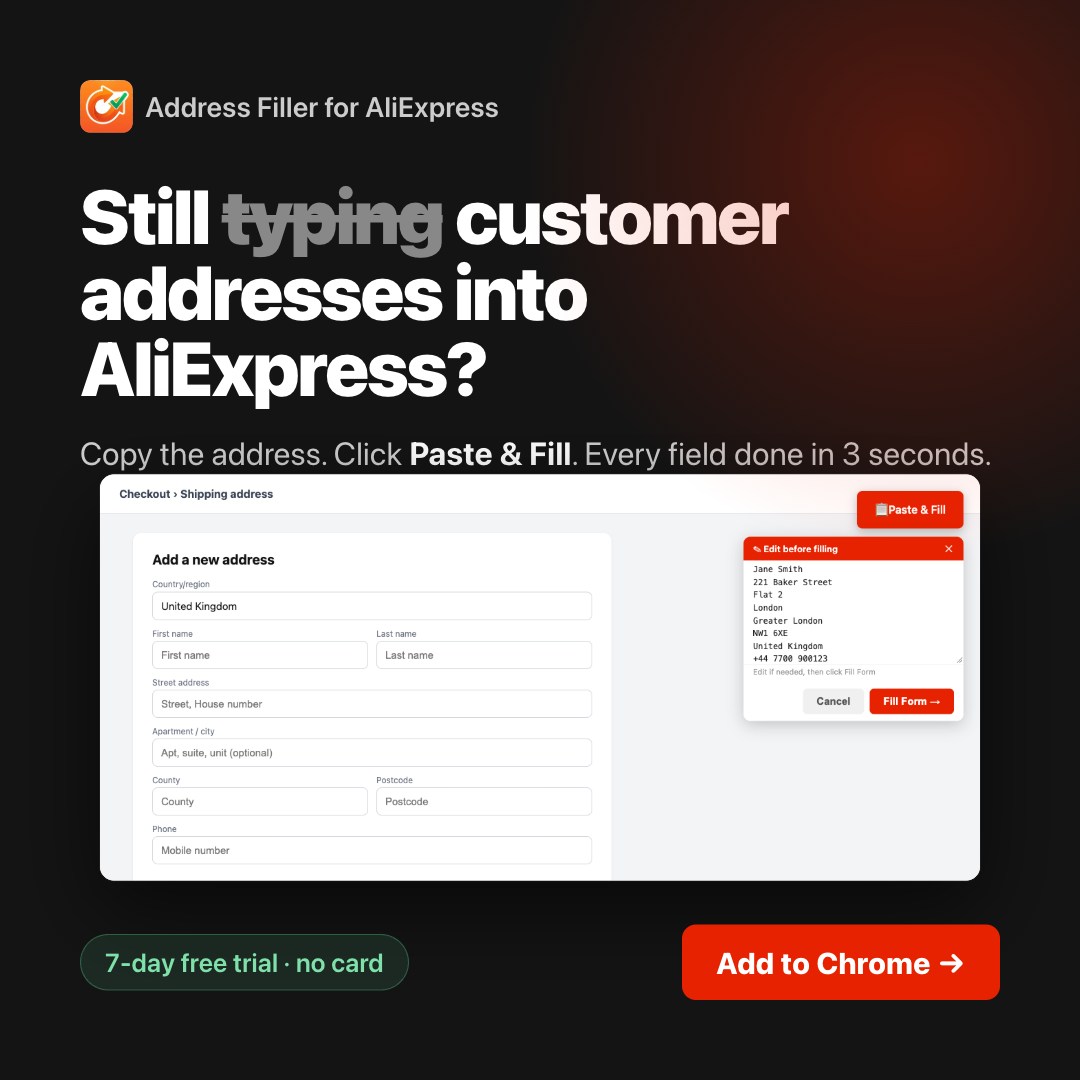 Address Filler for AliExpress
Still typing customer
addresses into
AliExpress?
Copy the address. Click Paste & Fill. Every field done in 3 seconds.
Checkout › Shipping address
📋Paste & Fill
Add a new address
Country/region
United Kingdom
First name
Last name
First name
Last name
Street address
Street, House number
Apartment / city
Apt, suite, unit (optional)
County
Postcode
County
Postcode
Phone
Mobile number
✎ Edit before filling ✕
Jane Smith
221 Baker Street
Flat 2
London
Greater London
NW1 6XE
United Kingdom
+44 7700 900123
Edit if needed, then click Fill Form
Cancel
Fill Form →
7-day free trial · no card
Add to Chrome →